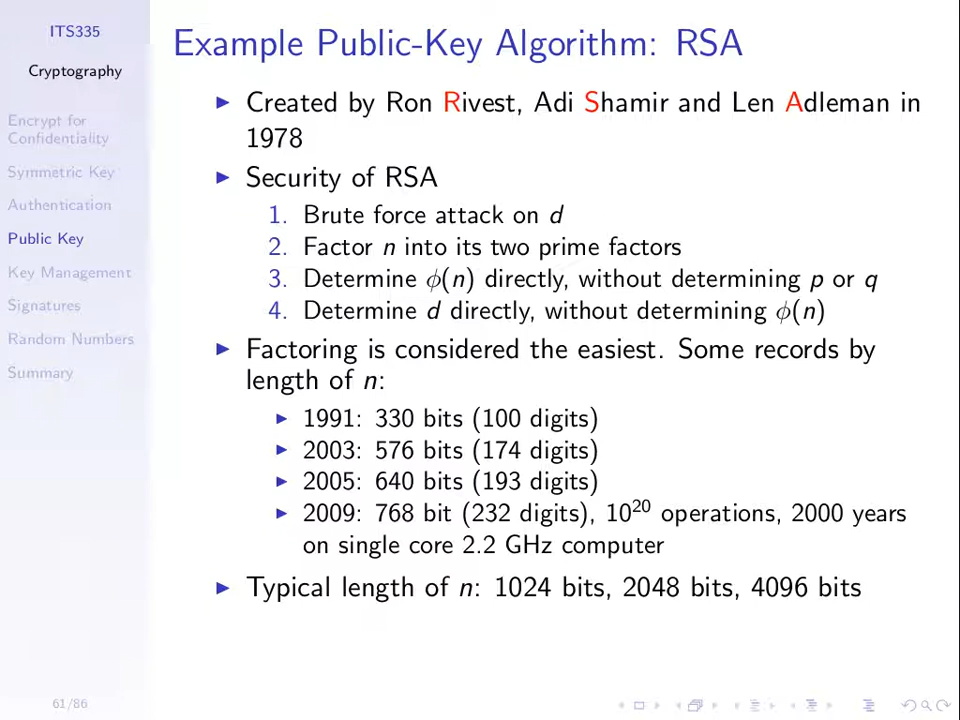 ITS335
Cryptography
Encrypt for
Confidentiality
Symmetric Key
Authentication
Public Key
Key Management
Signatures
Random Numbers
Summary
Example Public-Key Algorithm: RSA
Created by Ron Rivest, Adi Shamir and Len Adleman in
1978
Security of RSA
1. Brute force attack on d
2. Factor n into its two prime factors
3. Determine ϕ(n) directly, without determining p or q
4. Determine d directly, without determining ϕ(n)
Factoring is considered the easiest. Some records by
length of n:
1991: 330 bits (100 digits)
2003: 576 bits (174 digits)
2005: 640 bits (193 digits)
2009: 768 bit (232 digits), 10²⁰ operations, 2000 years
on single core 2.2 GHz computer
Typical length of n: 1024 bits, 2048 bits, 4096 bits
61/86